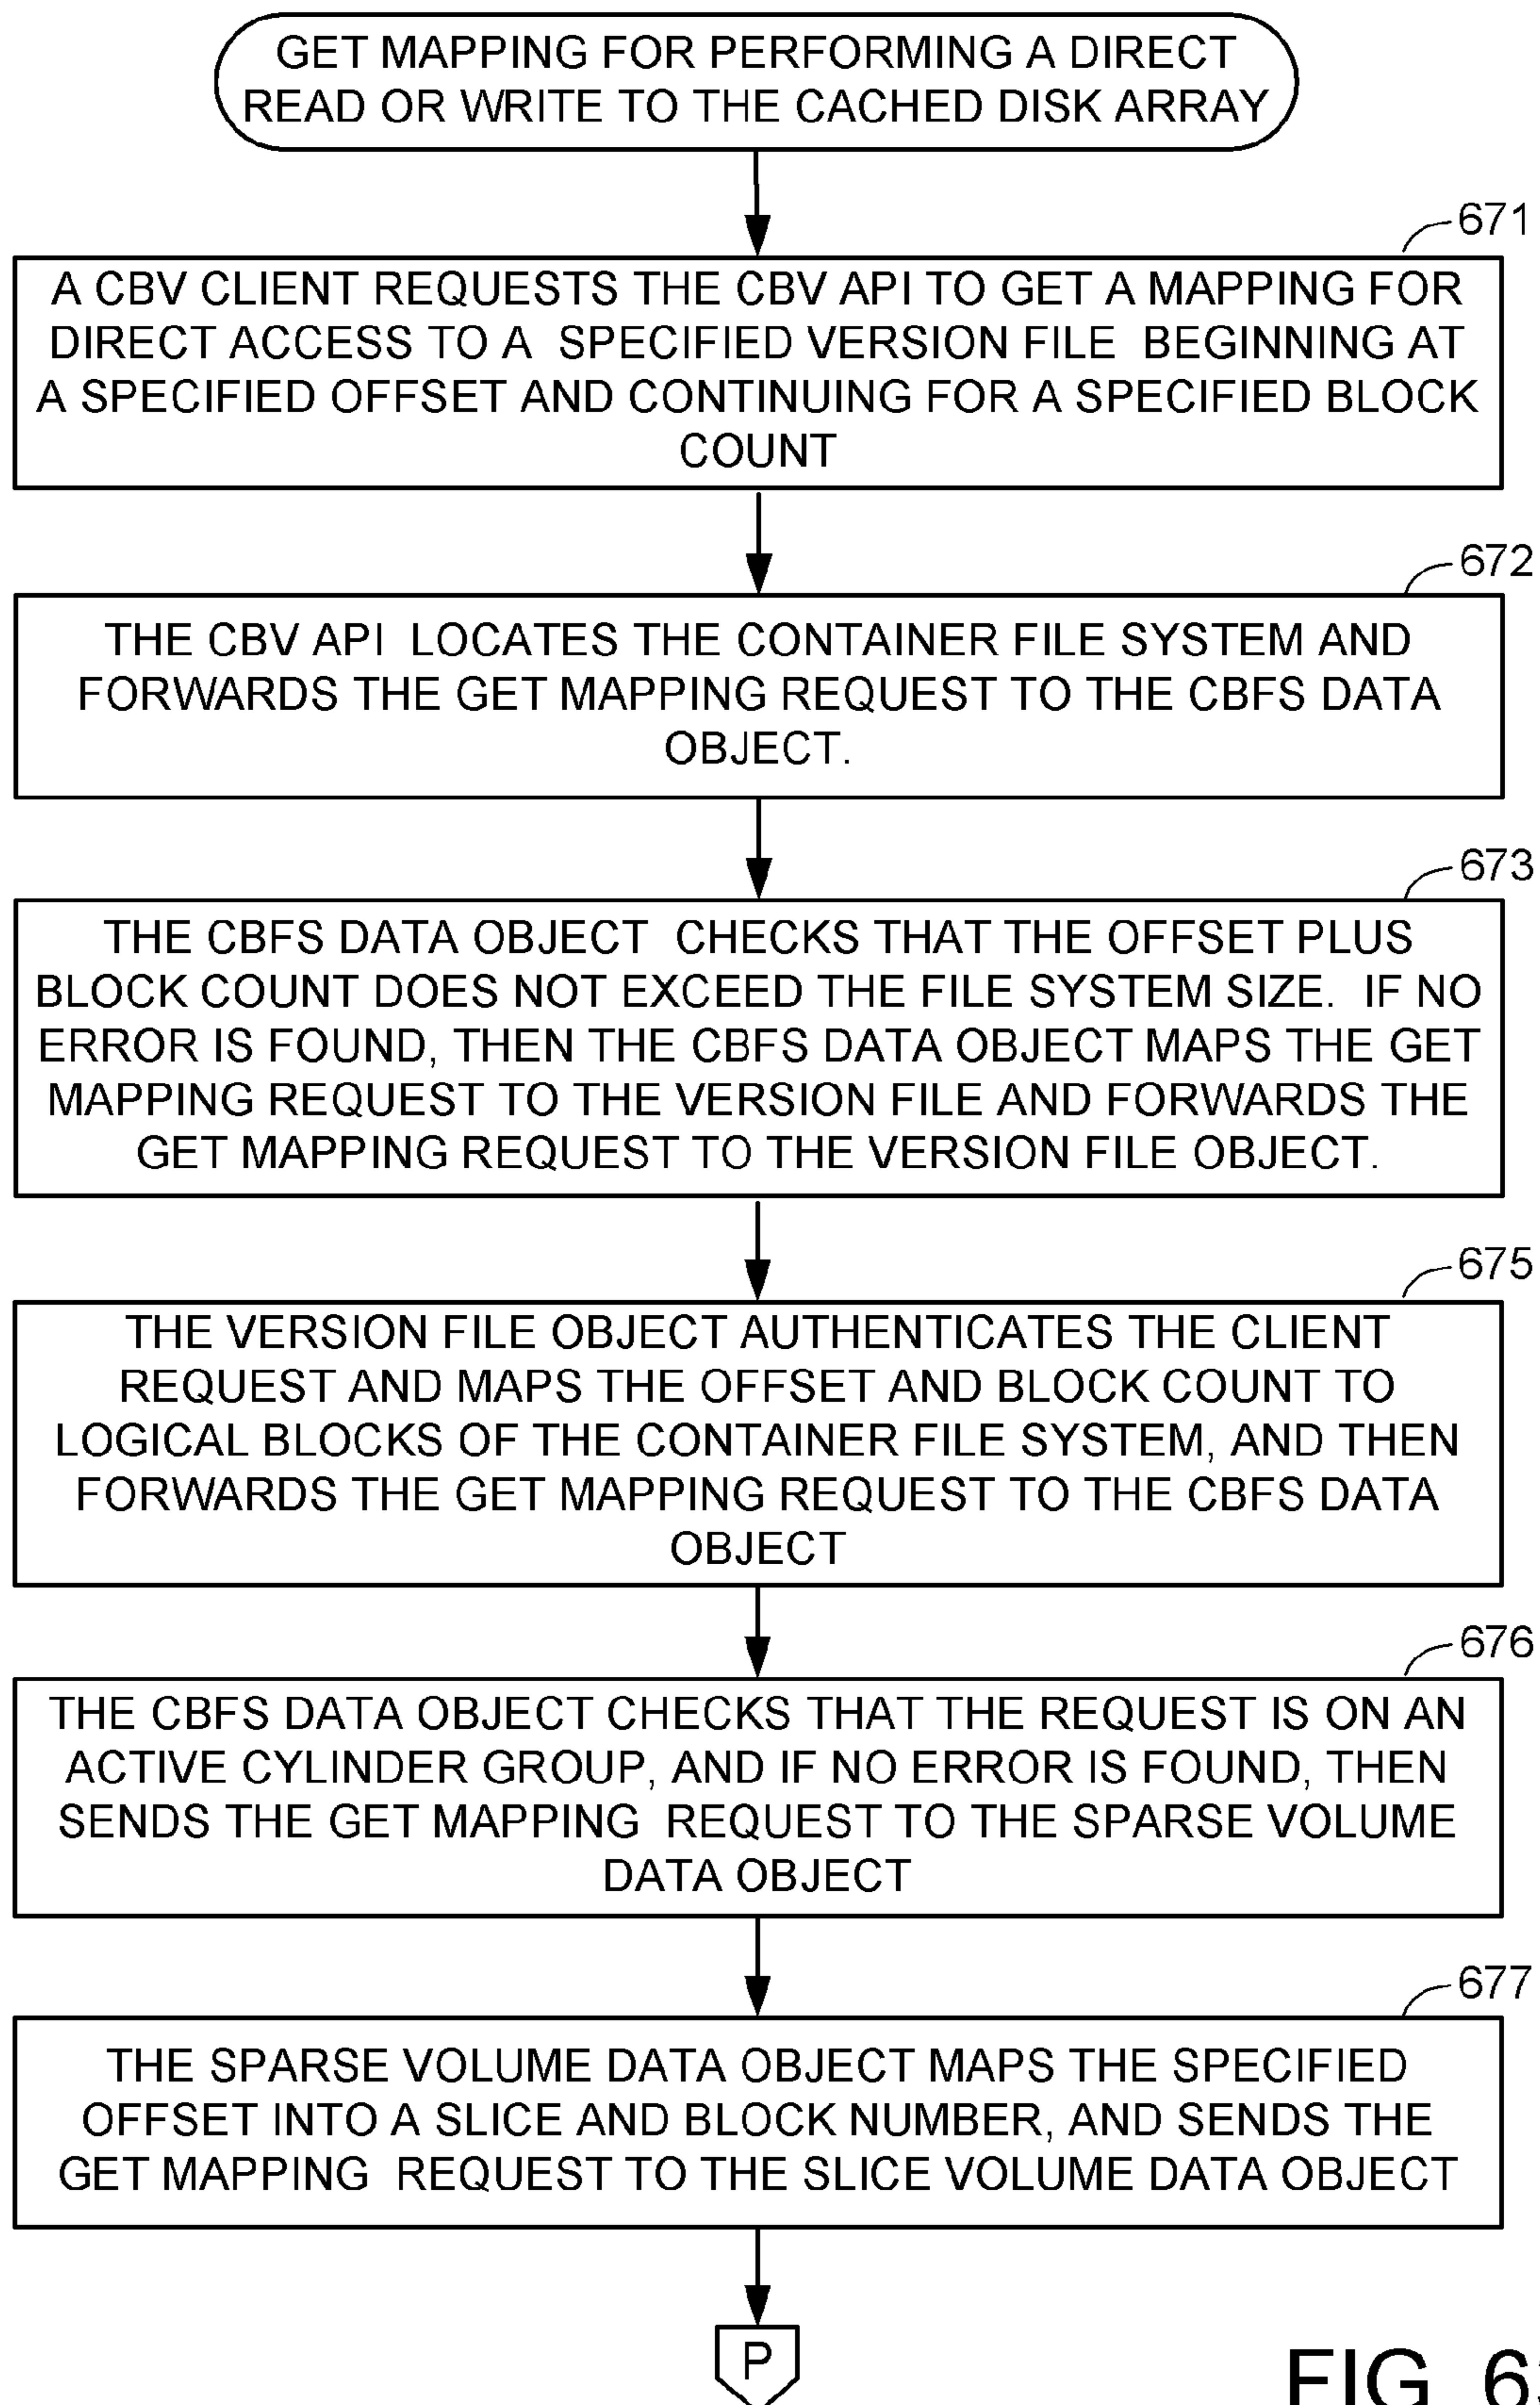 GET MAPPING FOR PERFORMING A DIRECT
READ OR WRITE TO THE CACHED DISK ARRAY
671
A CBV CLIENT REQUESTS THE CBV API TO GET A MAPPING FOR
DIRECT ACCESS TO A SPECIFIED VERSION FILE BEGINNING AT
A SPECIFIED OFFSET AND CONTINUING FOR A SPECIFIED BLOCK
COUNT
672
THE CBV API LOCATES THE CONTAINER FILE SYSTEM AND
FORWARDS THE GET MAPPING REQUEST TO THE CBFS DATA
OBJECT.
673
THE CBFS DATA OBJECT CHECKS THAT THE OFFSET PLUS
BLOCK COUNT DOES NOT EXCEED THE FILE SYSTEM SIZE. IF NO
ERROR IS FOUND, THEN THE CBFS DATA OBJECT MAPS THE GET
MAPPING REQUEST TO THE VERSION FILE AND FORWARDS THE
GET MAPPING REQUEST TO THE VERSION FILE OBJECT.
675
THE VERSION FILE OBJECT AUTHENTICATES THE CLIENT
REQUEST AND MAPS THE OFFSET AND BLOCK COUNT TO
LOGICAL BLOCKS OF THE CONTAINER FILE SYSTEM, AND THEN
FORWARDS THE GET MAPPING REQUEST TO THE CBFS DATA
OBJECT
676
THE CBFS DATA OBJECT CHECKS THAT THE REQUEST IS ON AN
ACTIVE CYLINDER GROUP, AND IF NO ERROR IS FOUND, THEN
SENDS THE GET MAPPING REQUEST TO THE SPARSE VOLUME
DATA OBJECT
677
THE SPARSE VOLUME DATA OBJECT MAPS THE SPECIFIED
OFFSET INTO A SLICE AND BLOCK NUMBER, AND SENDS THE
GET MAPPING REQUEST TO THE SLICE VOLUME DATA OBJECT
P
FIG.